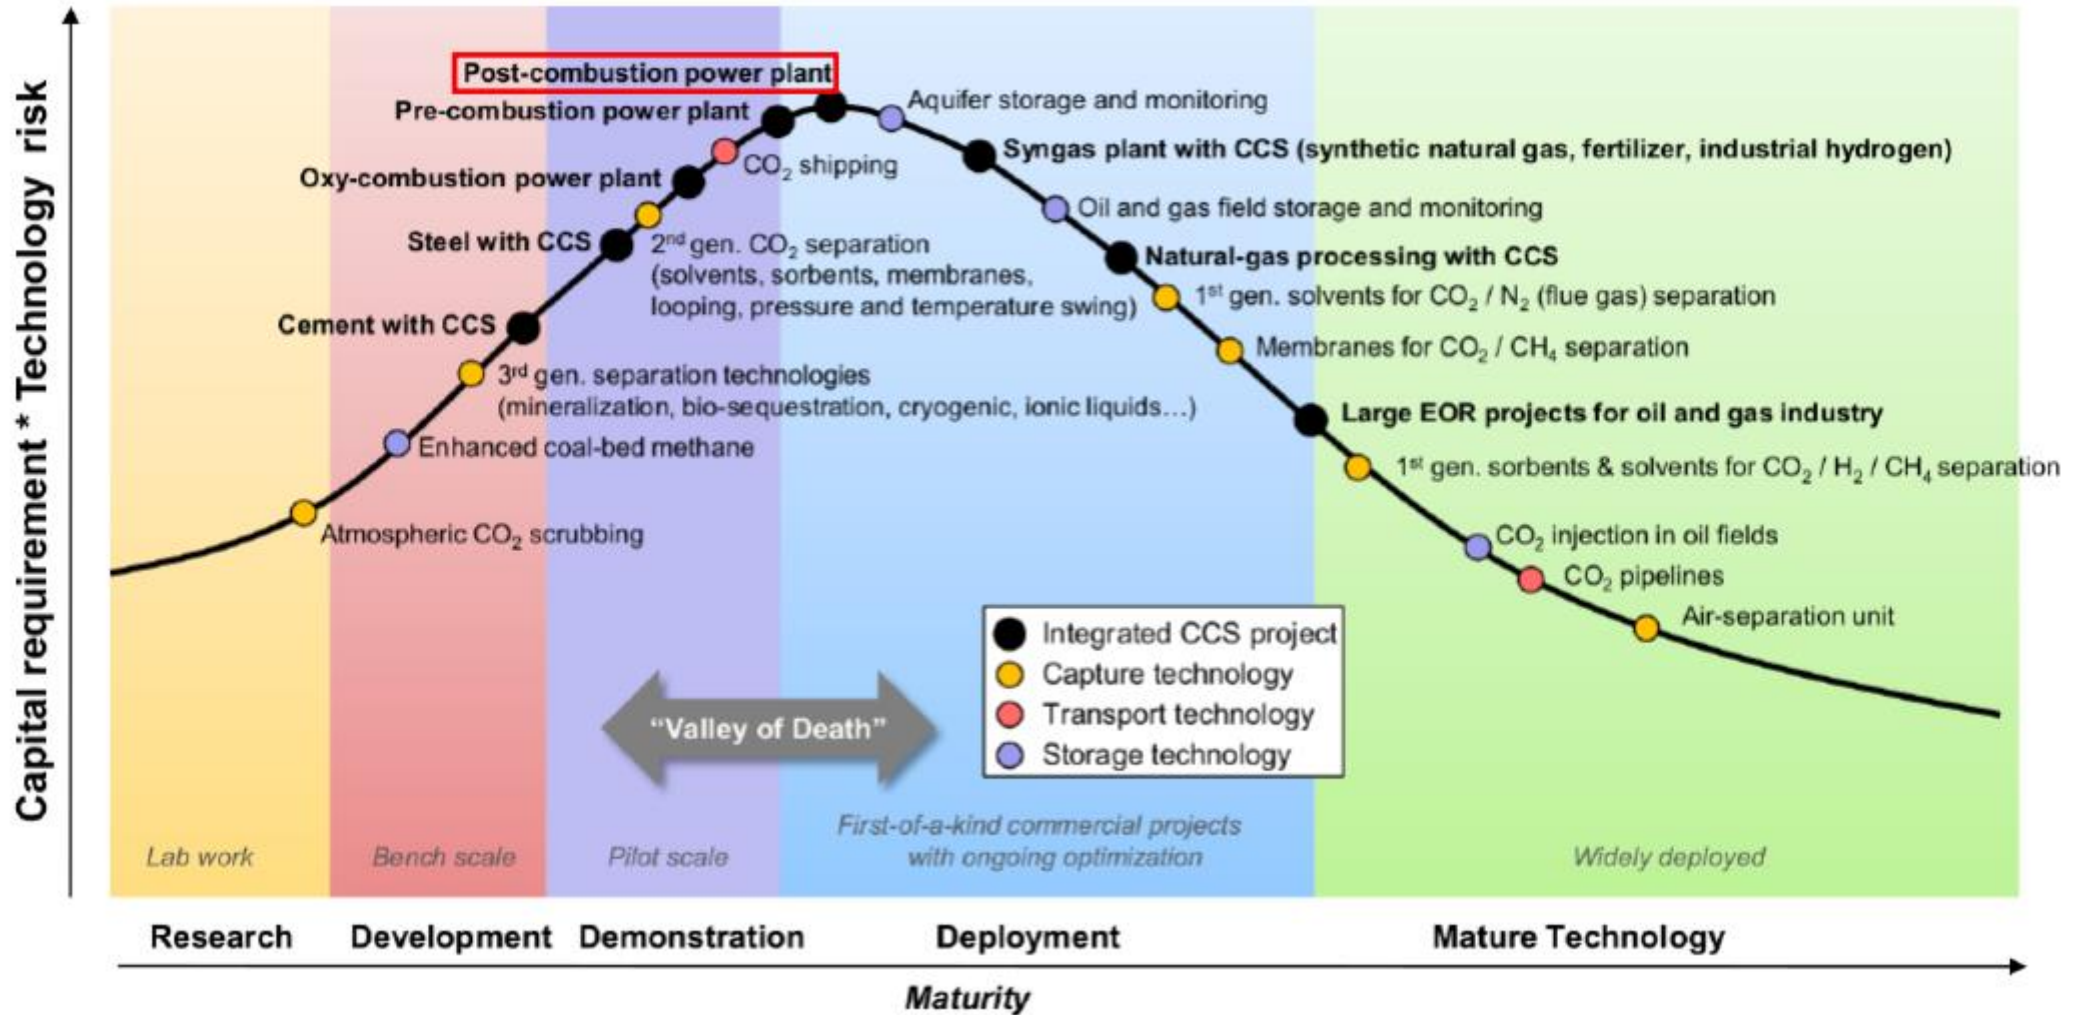 Capital requirement * Technology risk
Post-combustion power plant
Pre-combustion power plant
Aquifer storage and monitoring
Syngas plant with CCS (synthetic natural gas, fertilizer, industrial hydrogen)
CO₂ shipping
Oxy-combustion power plant
Oil and gas field storage and monitoring
Steel with CCS
2nd gen. CO₂ separation
(solvents, sorbents, membranes,
looping, pressure and temperature swing)
Natural-gas processing with CCS
1st gen. solvents for CO₂ / N₂ (flue gas) separation
Cement with CCS
Membranes for CO₂ / CH₄ separation
3rd gen. separation technologies
(mineralization, bio-sequestration, cryogenic, ionic liquids…)
Large EOR projects for oil and gas industry
Enhanced coal-bed methane
1st gen. sorbents & solvents for CO₂ / H₂ / CH₄ separation
Atmospheric CO₂ scrubbing
CO₂ injection in oil fields
CO₂ pipelines
Air-separation unit
Integrated CCS project
Capture technology
Transport technology
Storage technology
“Valley of Death”
Lab work
Bench scale
Pilot scale
First-of-a-kind commercial projects
with ongoing optimization
Widely deployed
Research
Development
Demonstration
Deployment
Mature Technology
Maturity